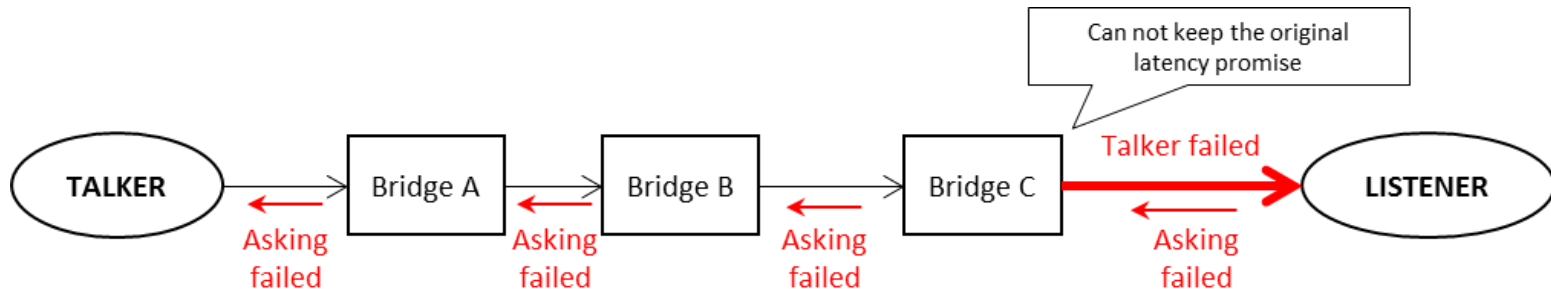 Can not keep the original
latency promise
Talker failed
TALKER
Bridge A
Bridge B
Bridge C
LISTENER
Asking
failed
Asking
failed
Asking
failed
Asking
failed